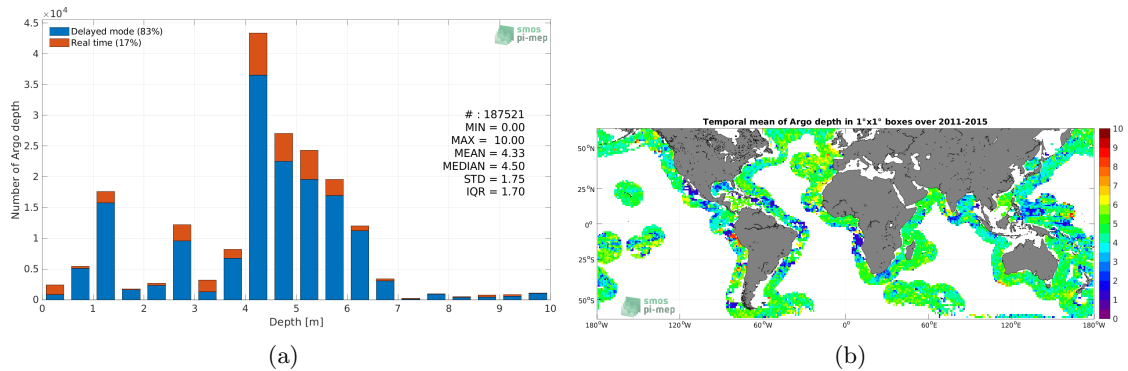 ×10⁴
4.5
4
3.5
3
2.5
2
1.5
1
0.5
0
Number of Argo depth
Delayed mode (83%)
Real time (17%)
smos
pi-mep
# : 187521
MIN = 0.00
MAX = 10.00
MEAN = 4.33
MEDIAN = 4.50
STD = 1.75
IQR = 1.70
0 1 2 3 4 5 6 7 8 9 10
Depth [m]
(a)
Temporal mean of Argo depth in 1°x1° boxes over 2011-2015
50°N
25°N
0°
25°S
50°S
smos
pi-mep
180°W 120°W 60°W 0° 60°E 120°E 180°W
10
9
8
7
6
5
4
3
2
1
0
(b)